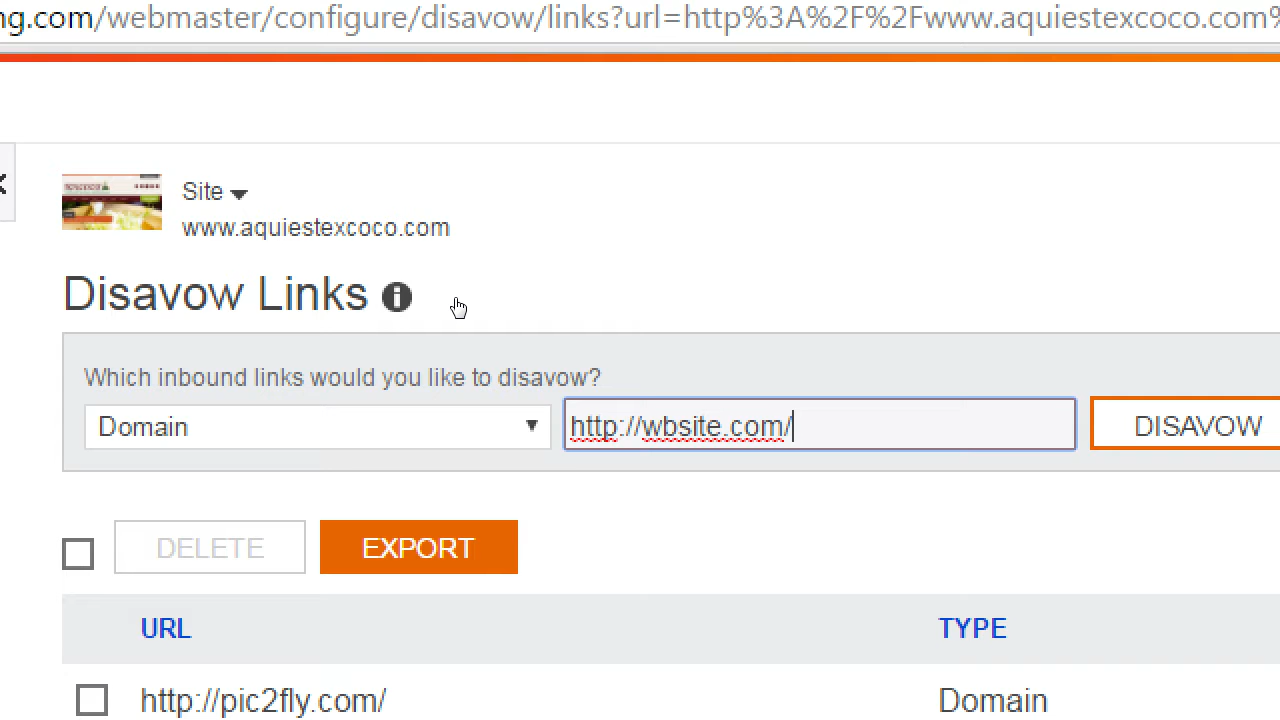 ng.com/webmaster/configure/disavow/links?url=http%3A%2F%2Fwww.aquiestexcoco.com%
Site
www.aquiestexcoco.com
Disavow Links
Which inbound links would you like to disavow?
Domain http://wbsite.com/ DISAVOW
DELETE EXPORT
URL TYPE
http://pic2fly.com/ Domain